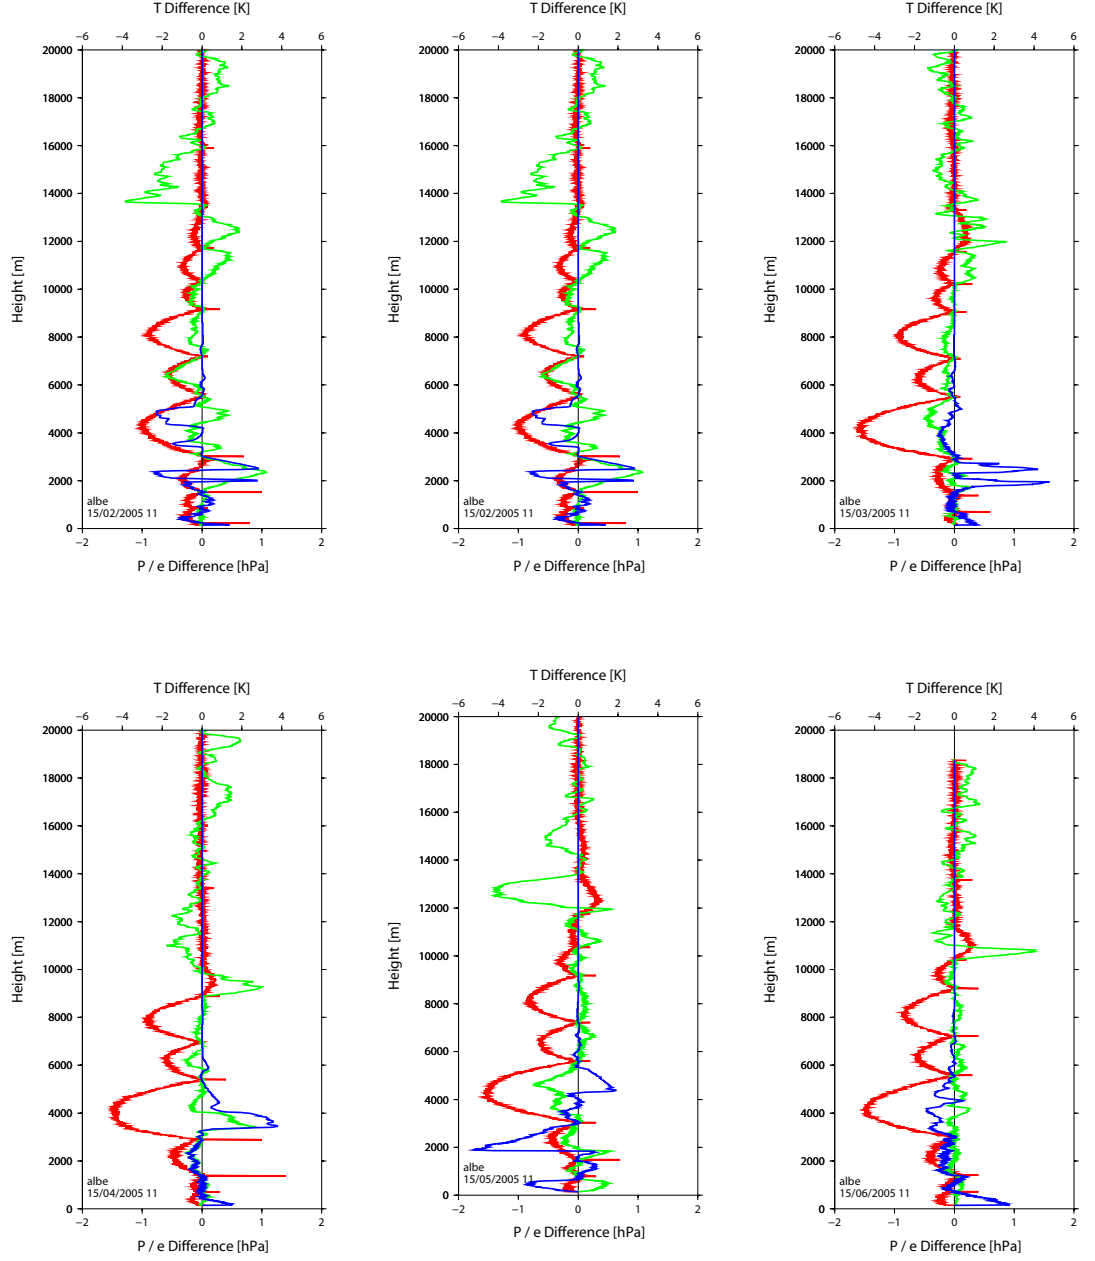 T Difference [K]
−6 −4 −2 0 2 4 6
20000
18000
16000
14000
12000
10000
8000
6000
4000
2000
0
Height [m]
albe
15/02/2005 11
−2 −1 0 1 2
P / e Difference [hPa]
T Difference [K]
−6 −4 −2 0 2 4 6
20000
18000
16000
14000
12000
10000
8000
6000
4000
2000
0
Height [m]
albe
15/02/2005 11
−2 −1 0 1 2
P / e Difference [hPa]
T Difference [K]
−6 −4 −2 0 2 4 6
20000
18000
16000
14000
12000
10000
8000
6000
4000
2000
0
Height [m]
albe
15/03/2005 11
−2 −1 0 1 2
P / e Difference [hPa]
T Difference [K]
−6 −4 −2 0 2 4 6
20000
18000
16000
14000
12000
10000
8000
6000
4000
2000
0
Height [m]
albe
15/04/2005 11
−2 −1 0 1 2
P / e Difference [hPa]
T Difference [K]
−6 −4 −2 0 2 4 6
20000
18000
16000
14000
12000
10000
8000
6000
4000
2000
0
Height [m]
albe
15/05/2005 11
−2 −1 0 1 2
P / e Difference [hPa]
T Difference [K]
−6 −4 −2 0 2 4 6
20000
18000
16000
14000
12000
10000
8000
6000
4000
2000
0
Height [m]
albe
15/06/2005 11
−2 −1 0 1 2
P / e Difference [hPa]